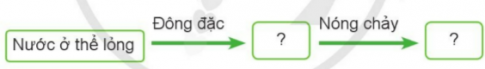 Đông đặc
Nóng chảy
Nước ở thể lỏng
?
?